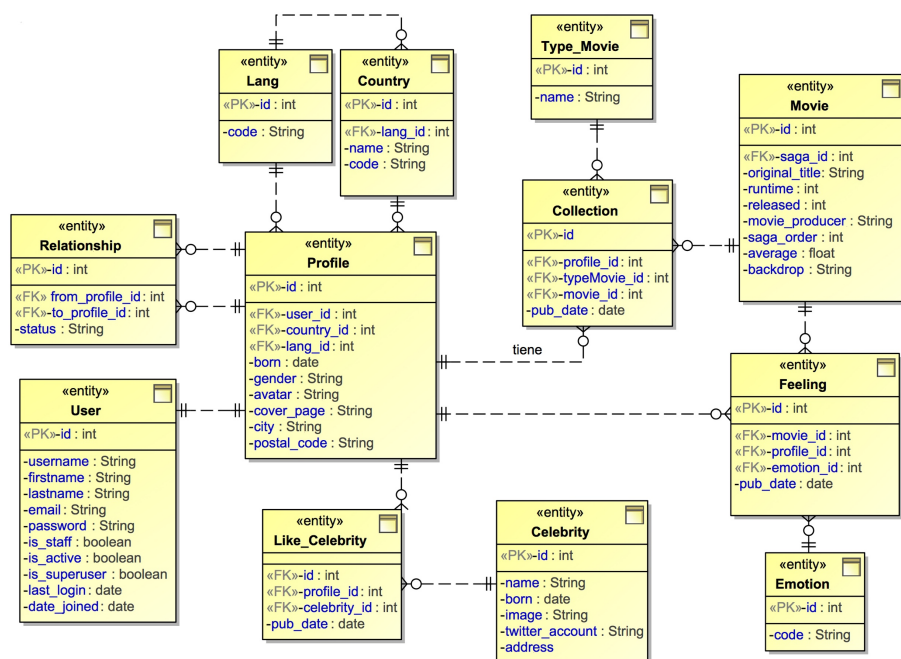 «entity»
Lang
«PK»-id : int
-code : String
«entity»
Country
«PK»-id : int
«FK»-lang_id : int
-name : String
-code : String
«entity»
Type_Movie
«PK»-id : int
-name : String
«entity»
Movie
«PK»-id : int
«FK»-saga_id : int
-original_title : String
-runtime : int
-released : int
-movie_producer : String
-saga_order : int
-average : float
-backdrop : String
«entity»
Collection
«PK»-id
«FK»-profile_id : int
«FK»-typeMovie_id : int
«FK»-movie_id : int
-pub_date : date
«entity»
Relationship
«PK»-id : int
«FK» from_profile_id : int
«FK»-to_profile_id : int
-status : String
«entity»
Profile
«PK»-id : int
«FK»-user_id : int
«FK»-country_id : int
«FK»-lang_id : int
-born : date
-gender : String
-avatar : String
-cover_page : String
-city : String
-postal_code : String
tiene
«entity»
Feeling
«PK»-id : int
«FK»-movie_id : int
«FK»-profile_id : int
«FK»-emotion_id : int
-pub_date : date
«entity»
User
«PK»-id : int
-username : String
-firstname : String
-lastname : String
-email : String
-password : String
-is_staff : boolean
-is_active : boolean
-is_superuser : boolean
-last_login : date
-date_joined : date
«entity»
Like_Celebrity
«FK»-id : int
«FK»-profile_id : int
«FK»-celebrity_id : int
-pub_date : date
«entity»
Celebrity
«PK»-id : int
-name : String
-born : date
-image : String
-twitter_account : String
-address
«entity»
Emotion
«PK»-id : int
-code : String